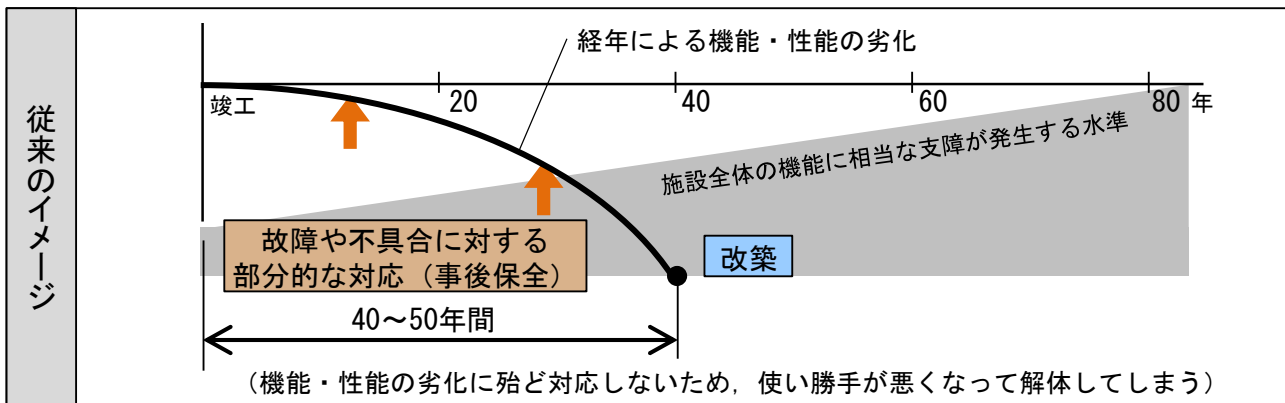 従来のイメージ
経年による機能・性能の劣化
竣工
20
40
60
80 年
施設全体の機能に相当な支障が発生する水準
故障や不具合に対する
部分的な対応（事後保全）
改築
40～50年間
（機能・性能の劣化に殆ど対応しないため，使い勝手が悪くなって解体してしまう）